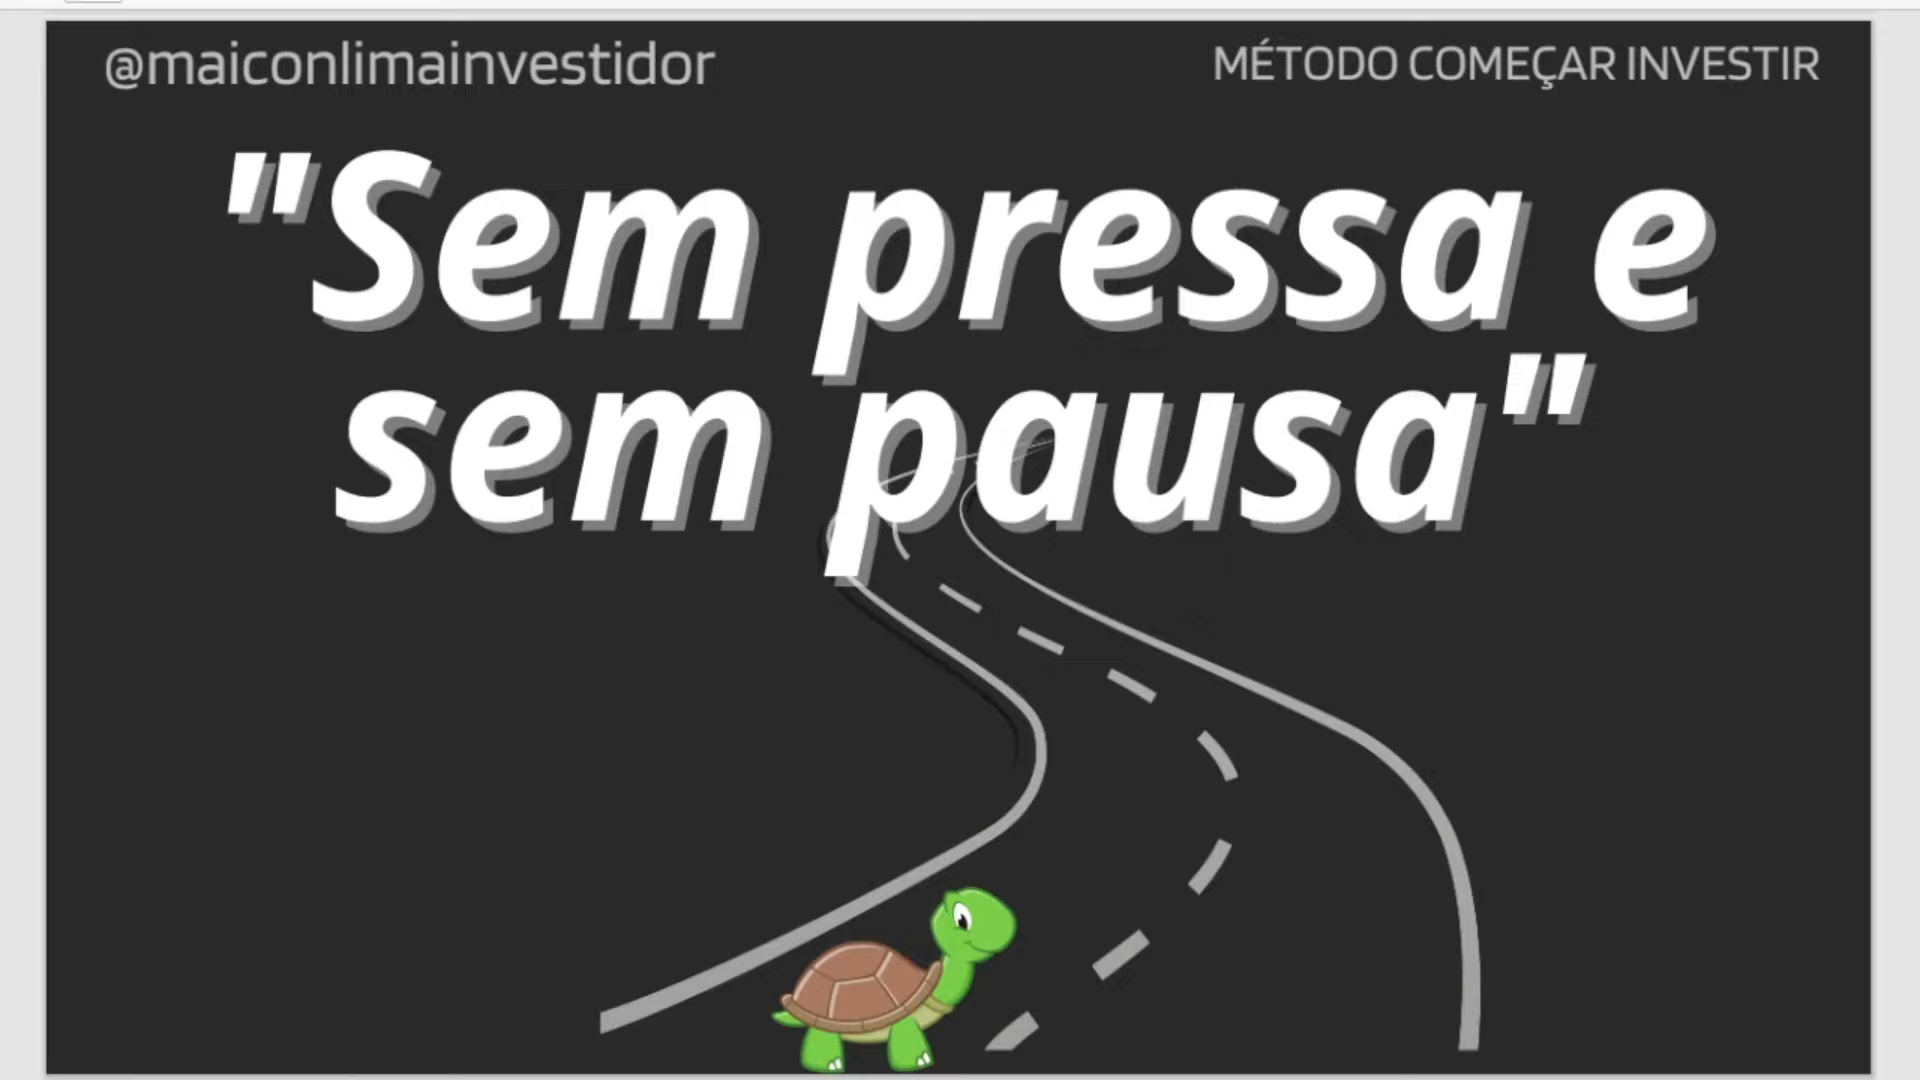 @maiconlimainvestidor
MÉTODO COMEÇAR INVESTIR
"Sem pressa e
sem pausa"